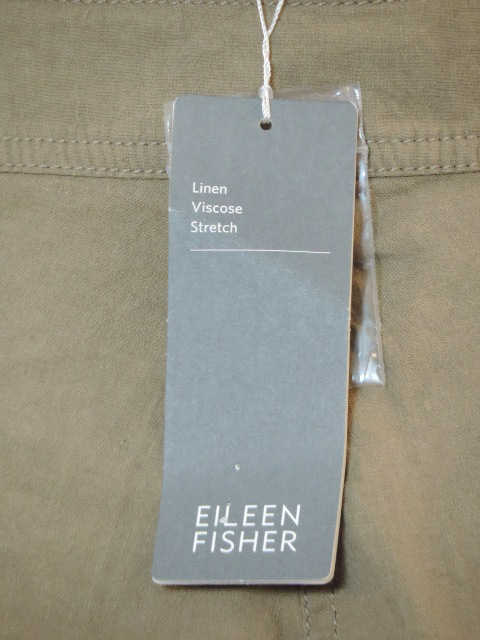 Linen
Viscose
Stretch
EILEEN
FISHER